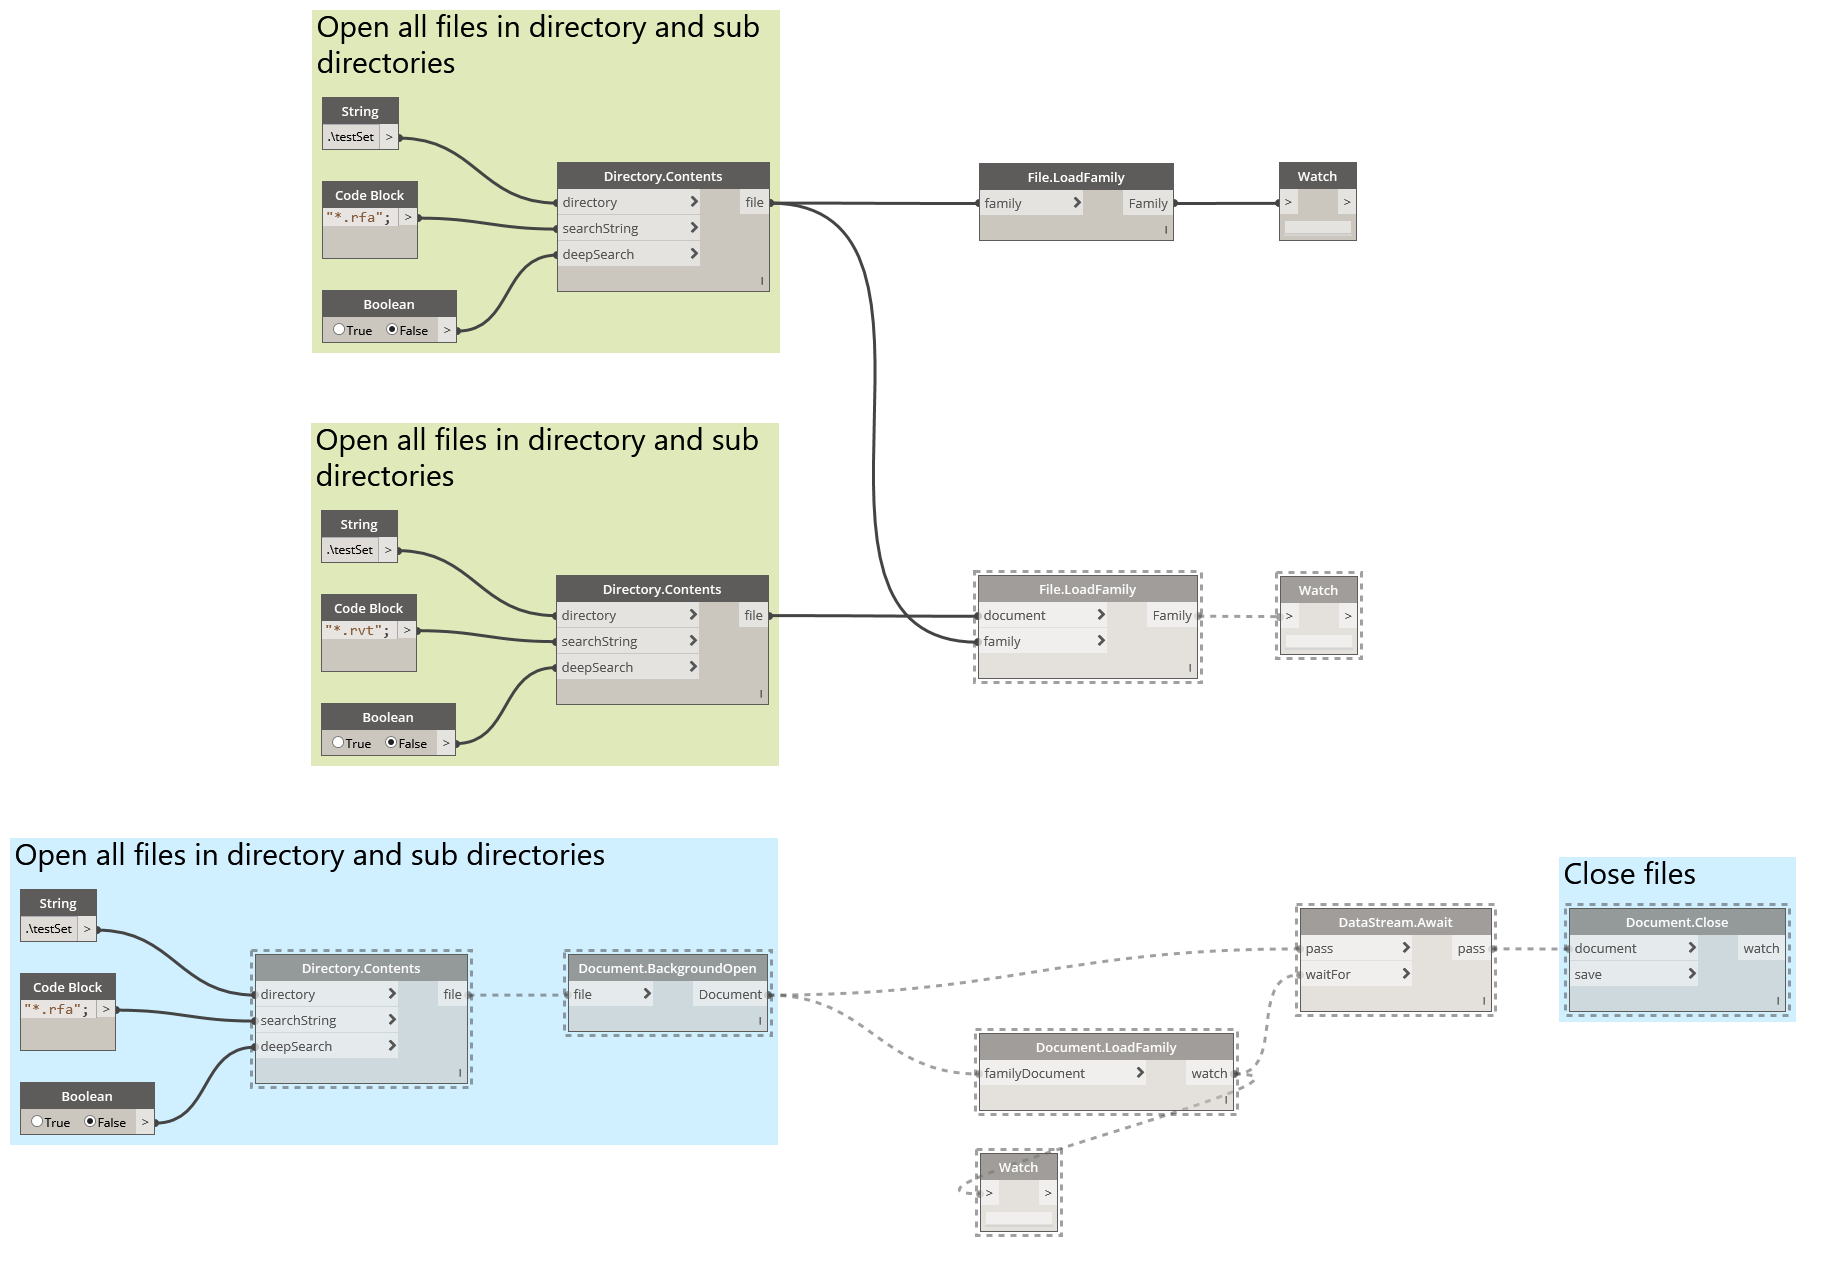 Open all files in directory and sub
directories
String
.\testSet >
Code Block
"*.rfa"; >
Boolean
True False >
Directory.Contents
directory > file
searchString >
deepSearch >
l
File.LoadFamily
family > Family
l
Watch
> >
Open all files in directory and sub
directories
String
.\testSet >
Code Block
"*.rvt"; >
Boolean
True False >
Directory.Contents
directory > file
searchString >
deepSearch >
l
File.LoadFamily
document > Family
family >
l
Watch
> >
Open all files in directory and sub directories
String
.\testSet >
Code Block
"*.rfa"; >
Boolean
True False >
Directory.Contents
directory > file
searchString >
deepSearch >
l
Document.BackgroundOpen
file > Document
l
Document.LoadFamily
familyDocument > watch
l
Watch
> >
DataStream.Await
pass > pass
waitFor >
l
Close files
Document.Close
document > watch
save >
l